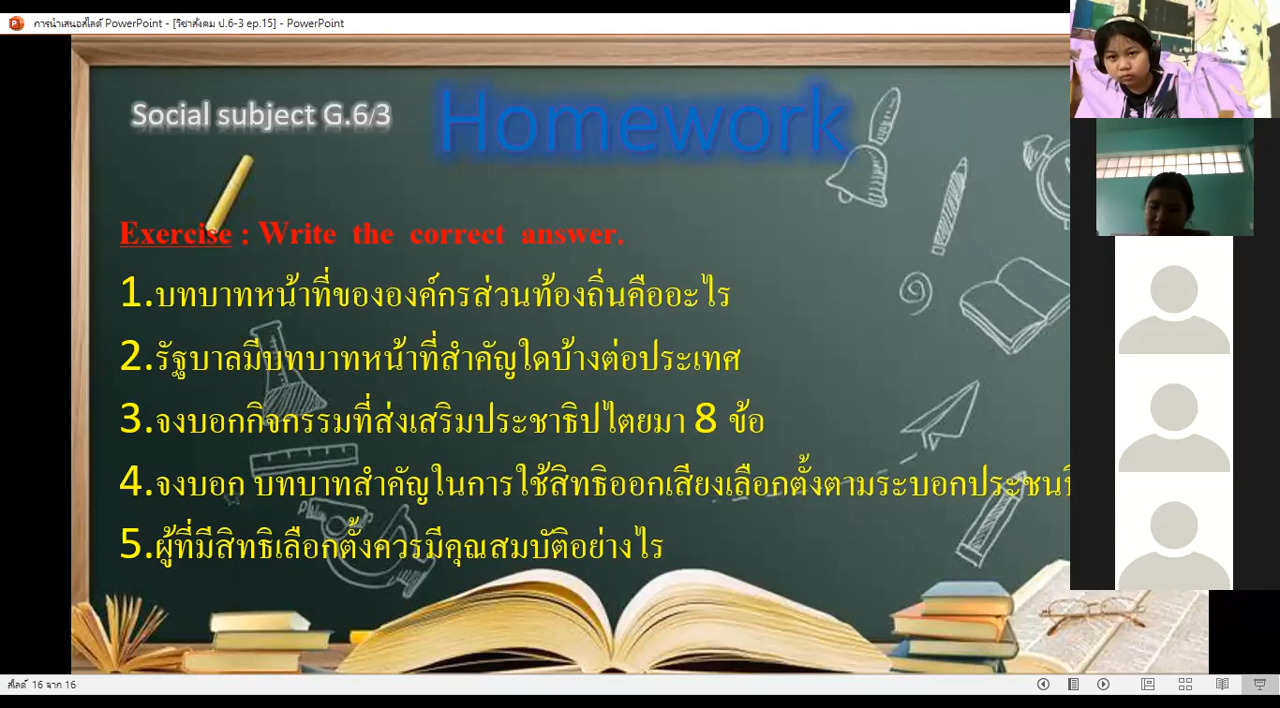 การนำเสนอสไลด์ PowerPoint - [วิชาสังคม ป.6-3 ep.15] - PowerPoint
Social subject G.6/3
Homework
Exercise : Write the correct answer.
1.บทบาทหน้าที่ขององค์กรส่วนท้องถิ่นคืออะไร
2.รัฐบาลมีบทบาทหน้าที่สำคัญใดบ้างต่อประเทศ
3.จงบอกกิจกรรมที่ส่งเสริมประชาธิปไตยมา 8 ข้อ
4.จงบอก บทบาทสำคัญในการใช้สิทธิออกเสียงเลือกตั้งตามระบอก
5.ผู้ที่มีสิทธิเลือกตั้งควรมีคุณสมบัติอย่างไร
สไลด์ 16 จาก 16